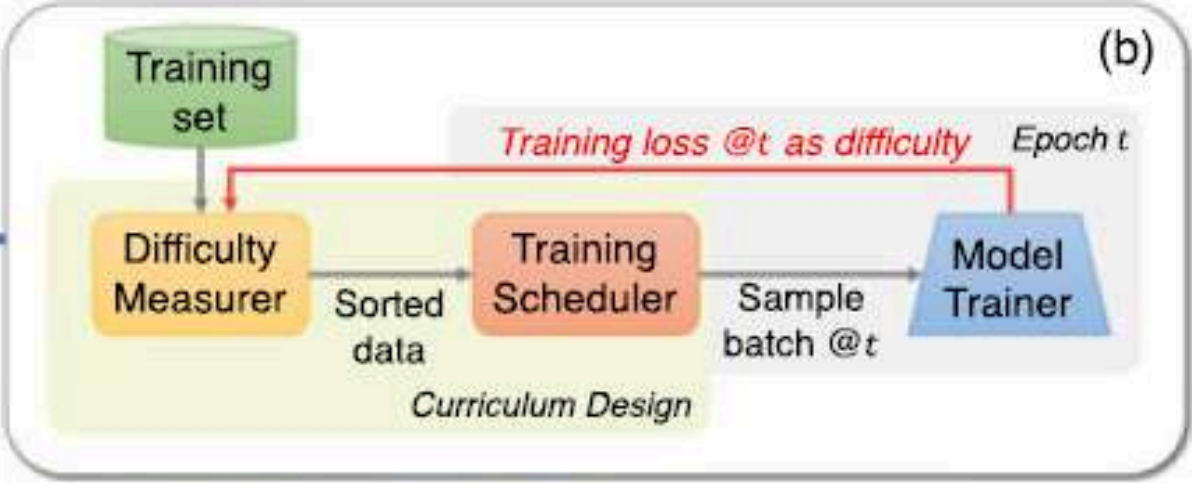 (b)
Training
set
Training loss @t as difficulty
Epoch t
Difficulty
Measurer
Sorted
data
Training
Scheduler
Sample
batch @t
Model
Trainer
Curriculum Design